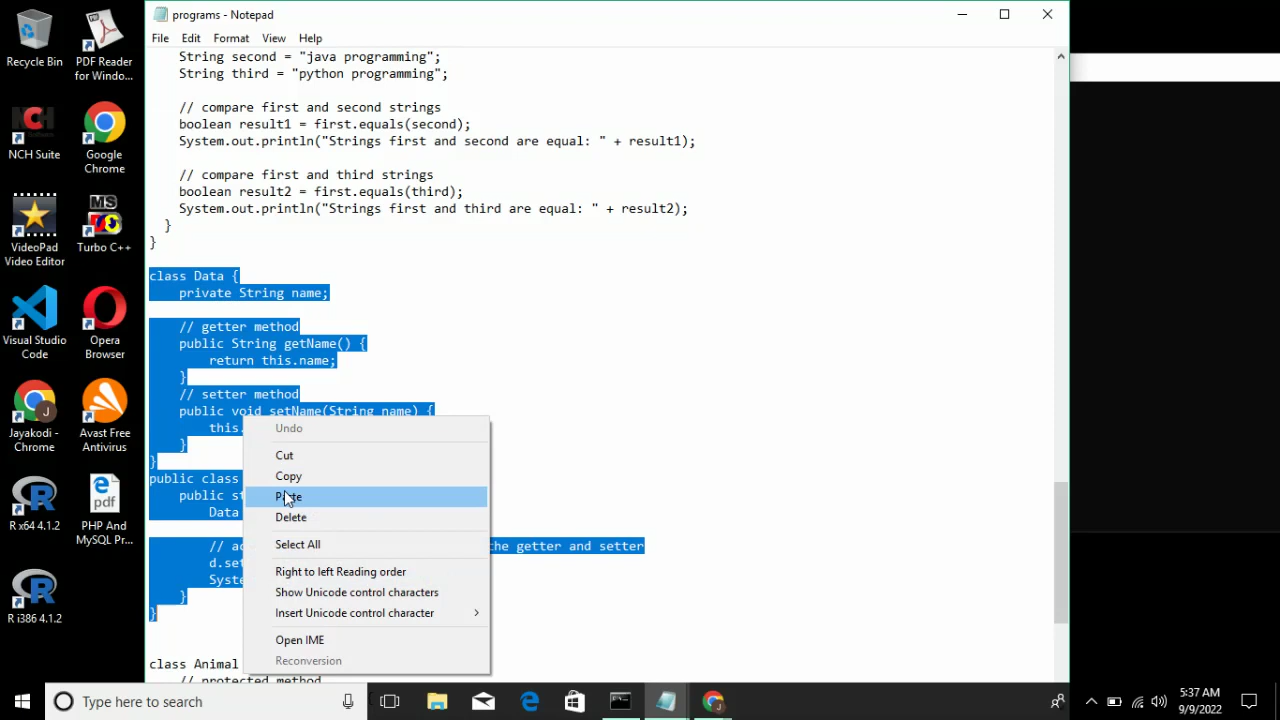 programs - Notepad
File Edit Format View Help
String second = "java programming";
String third = "python programming";
// compare first and second strings
boolean result1 = first.equals(second);
System.out.println("Strings first and second are equal: " + result1);
// compare first and third strings
boolean result2 = first.equals(third);
System.out.println("Strings first and third are equal: " + result2);
}
}
class Data {
private String name;
// getter method
public String getName() {
return this.name;
}
// setter method
public void setName(String name) {
this.
}
}
public class
public st
Data
// ac the getter and setter
d.set
Syste
}
}
class Animal
// protected method
Undo
Cut
Copy
Paste
Delete
Select All
Right to left Reading order
Show Unicode control characters
Insert Unicode control character
Open IME
Reconversion
Recycle Bin
PDF Reader
for Windo...
NCH Suite
Google
Chrome
VideoPad
Video Editor
MS
Turbo C++
Visual Studio
Code
Opera
Browser
Jayakodi -
Chrome
Avast Free
Antivirus
R x64 4.1.2
PHP And
MySQL Pr...
R i386 4.1.2
Type here to search
5:37 AM
9/9/2022